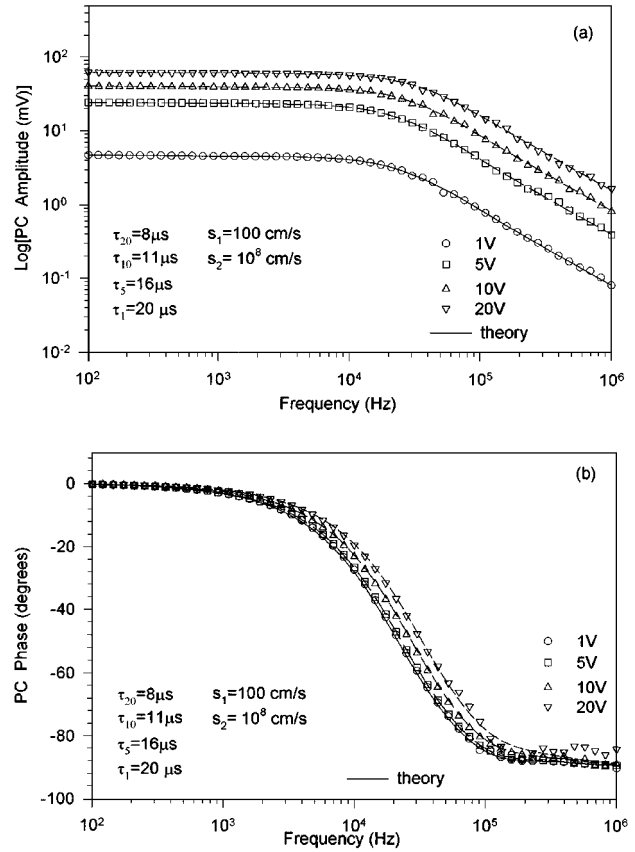 (a)
Log[PC Amplitude (mV)]
10²
10¹
10⁰
10⁻¹
10⁻²
τ₂₀=8μs s₁=100 cm/s
τ₁₀=11μs s₂= 10⁸ cm/s
τ₅=16μs
τ₁=20 μs
1V
5V
10V
20V
theory
10² 10³ 10⁴ 10⁵ 10⁶
Frequency (Hz)
(b)
PC Phase (degrees)
0
-20
-40
-60
-80
-100
1V
5V
10V
20V
τ₂₀=8μs s₁=100 cm/s
τ₁₀=11μs s₂= 10⁸ cm/s
τ₅=16μs
τ₁=20 μs
theory
10² 10³ 10⁴ 10⁵ 10⁶
Frequency (Hz)